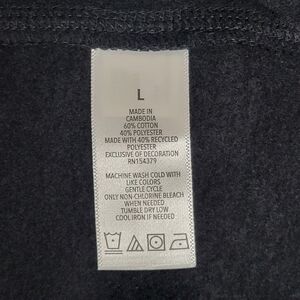 L
MADE IN
CAMBODIA
60% COTTON
40% POLYESTER
MADE WITH 40% RECYCLED
POLYESTER
EXCLUSIVE OF DECORATION
RN154379
MACHINE WASH COLD WITH
LIKE COLORS
GENTLE CYCLE
ONLY NON-CHLORINE BLEACH
WHEN NEEDED
TUMBLE DRY LOW
COOL IRON IF NEEDED